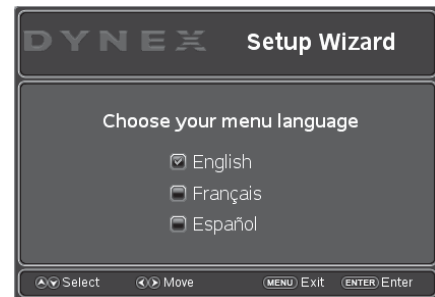 DYNEX Setup Wizard
Choose your menu language
English
Français
Español
Select Move MENU Exit ENTER Enter